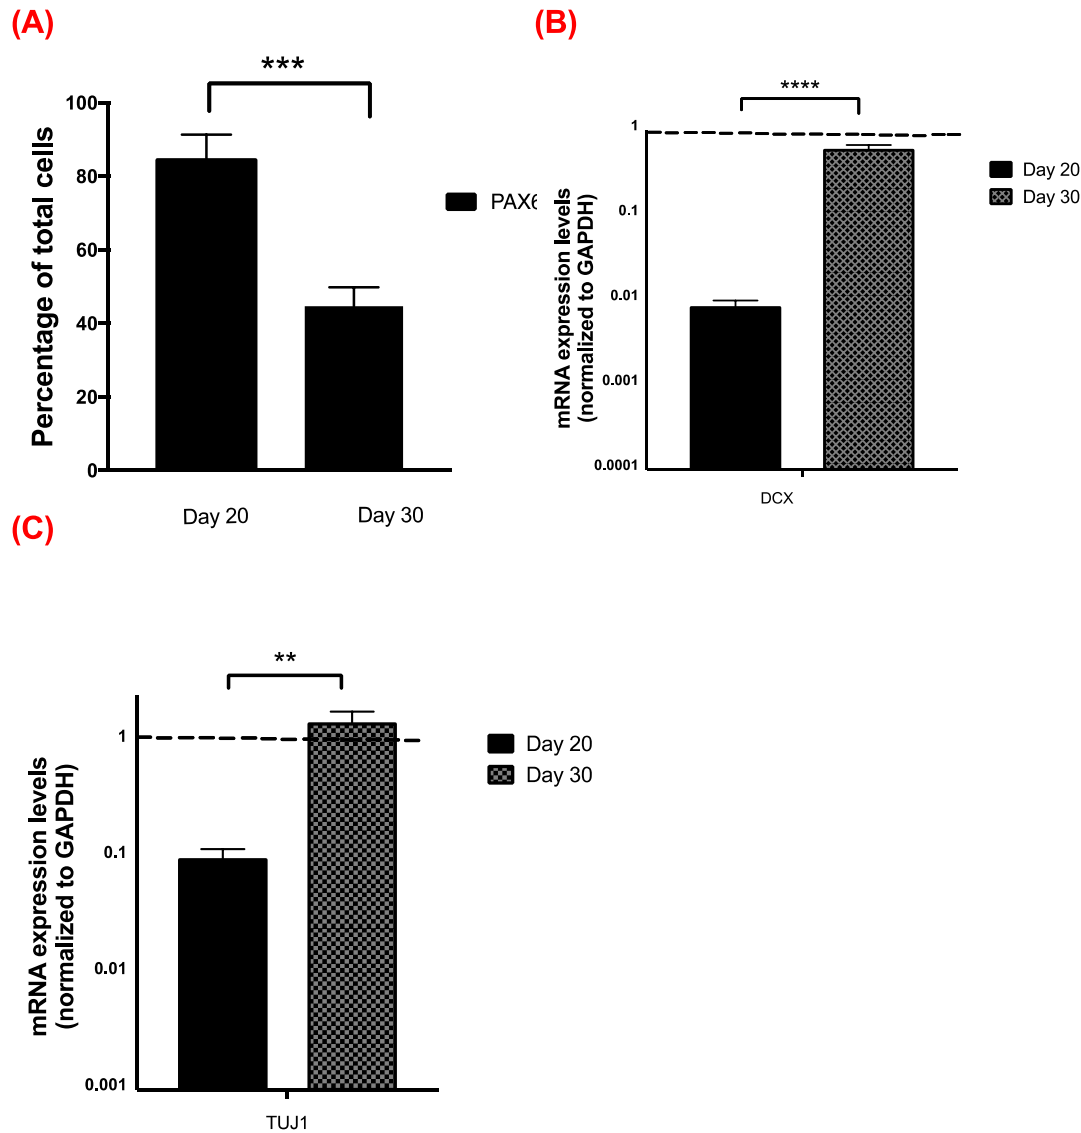 (A)
***
100
80
60
40
20
0
Percentage of total cells
PAX6
Day 20
Day 30
(B)
****
1
0.1
0.01
0.001
0.0001
mRNA expression levels
(normalized to GAPDH)
Day 20
Day 30
DCX
(C)
**
1
0.1
0.01
0.001
mRNA expression levels
(normalized to GAPDH)
Day 20
Day 30
TUJ1